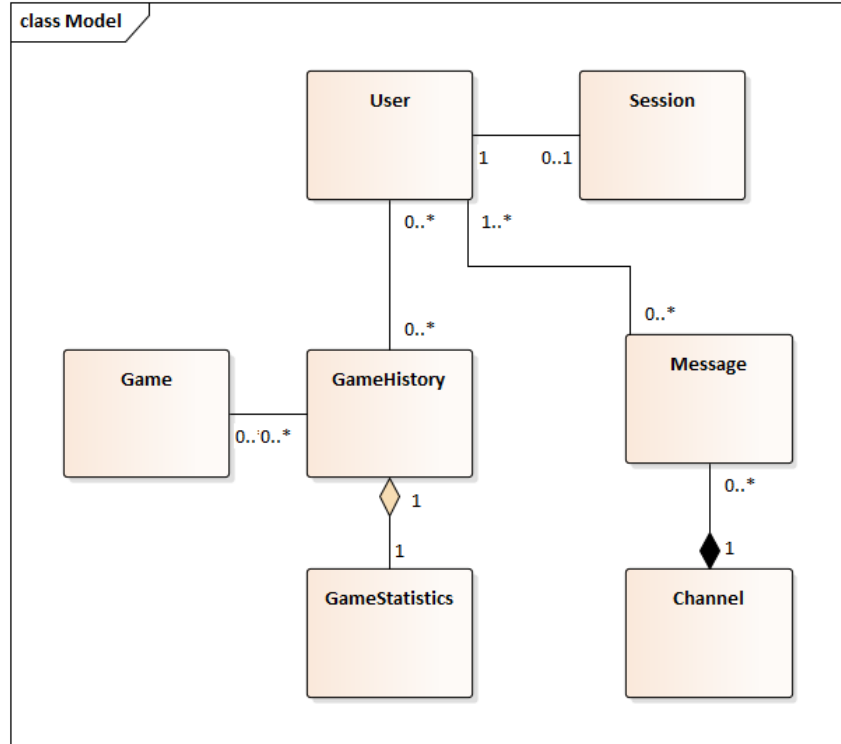 class Model
User
Session
1
0..1
0..*
1..*
0..*
0..*
Game
GameHistory
Message
0..*
0..*
1
0..*
1
1
GameStatistics
Channel